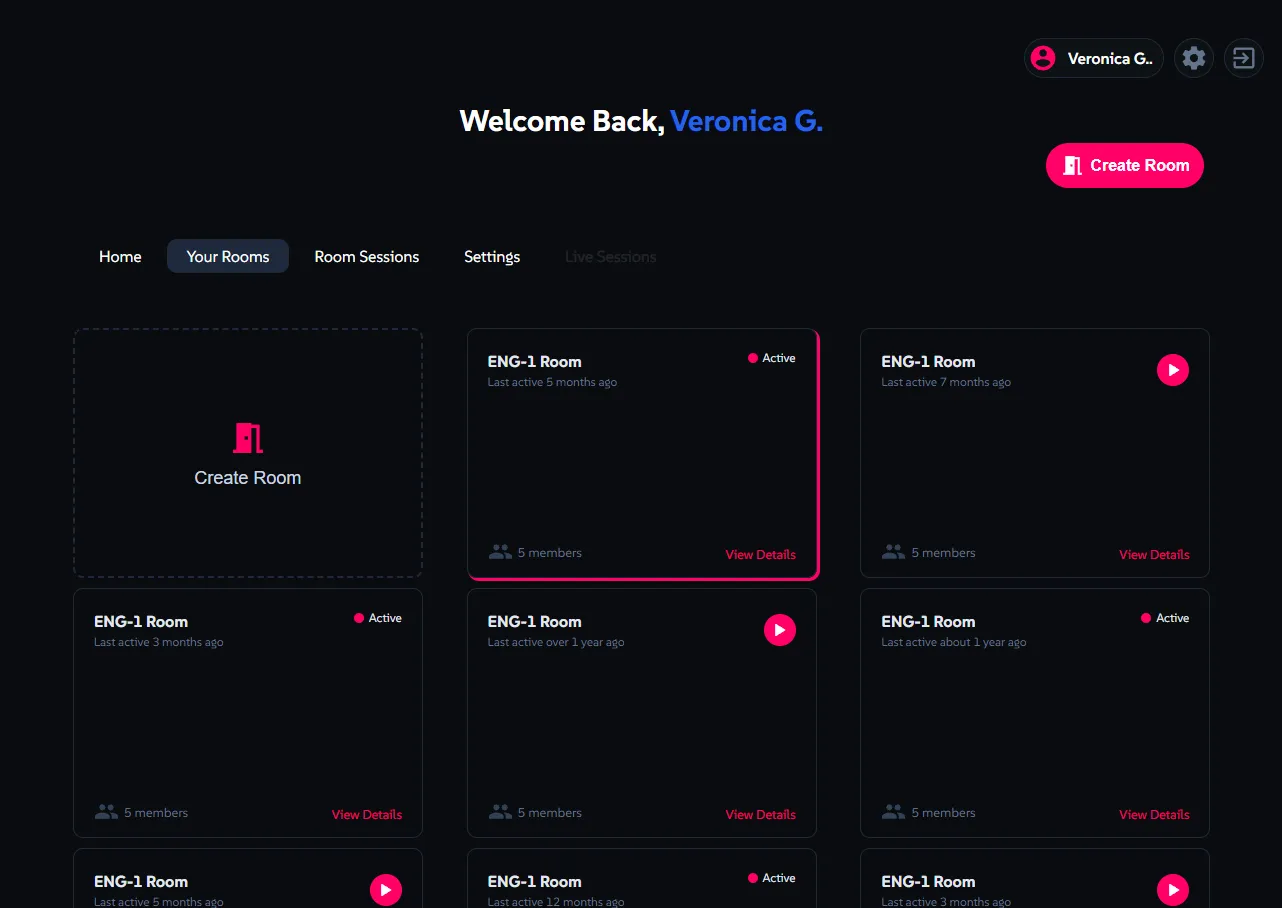 Veronica G..
Welcome Back, Veronica G.
Create Room
Home
Your Rooms
Room Sessions
Settings
Live Sessions
Create Room
ENG-1 Room
Active
Last active 5 months ago
5 members
View Details
ENG-1 Room
Last active 7 months ago
5 members
View Details
ENG-1 Room
Active
Last active 3 months ago
5 members
View Details
ENG-1 Room
Last active over 1 year ago
5 members
View Details
ENG-1 Room
Active
Last active about 1 year ago
5 members
View Details
ENG-1 Room
Last active 5 months ago
ENG-1 Room
Active
Last active 12 months ago
ENG-1 Room
Last active 3 months ago